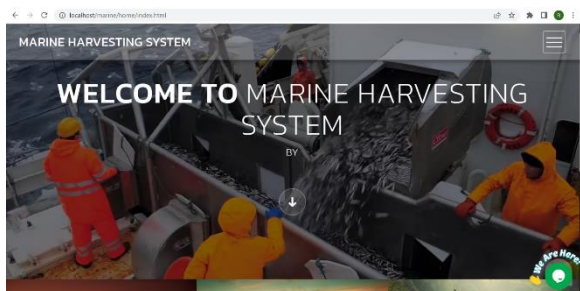 localhost/marine/home/index.html
MARINE HARVESTING SYSTEM
WELCOME TO MARINE HARVESTING
SYSTEM
BY
We Are Here!